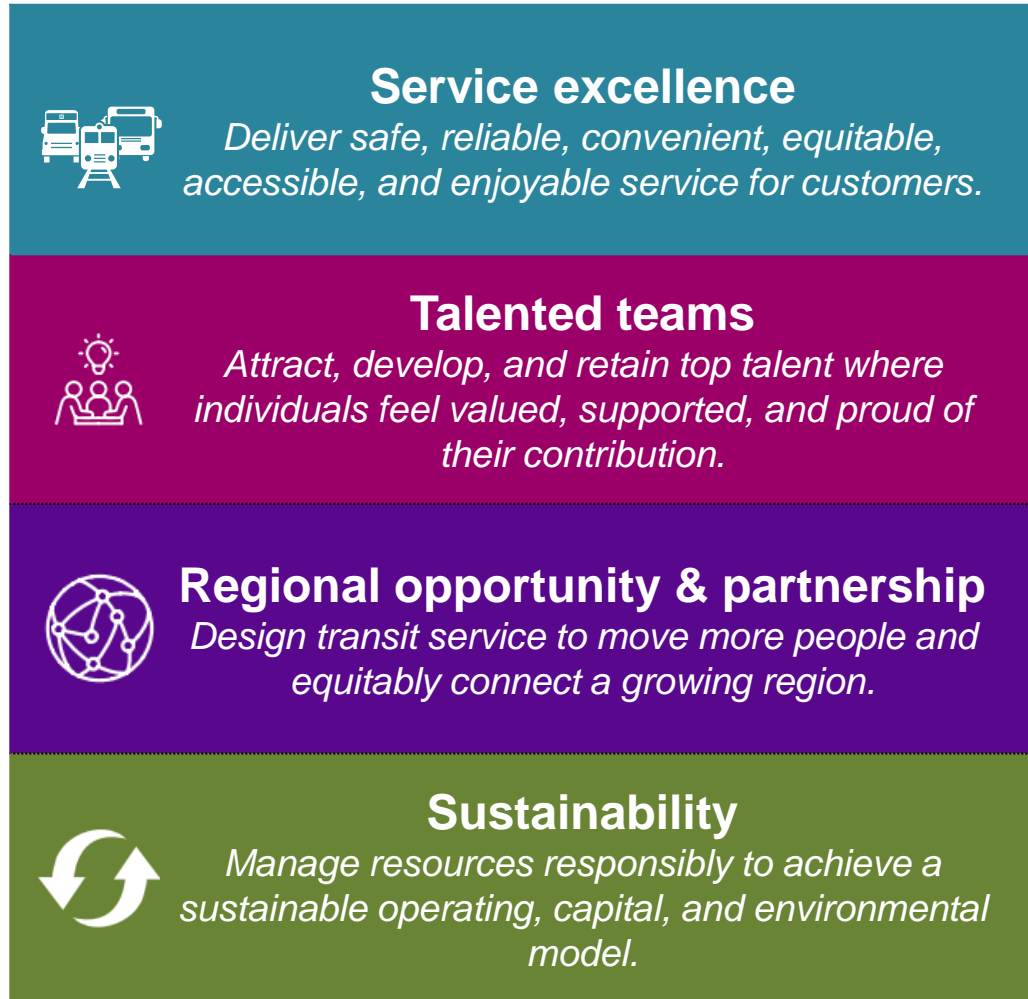 Service excellence
Deliver safe, reliable, convenient, equitable,
accessible, and enjoyable service for customers.
Talented teams
Attract, develop, and retain top talent where
individuals feel valued, supported, and proud of
their contribution.
Regional opportunity & partnership
Design transit service to move more people and
equitably connect a growing region.
Sustainability
Manage resources responsibly to achieve a
sustainable operating, capital, and environmental
model.